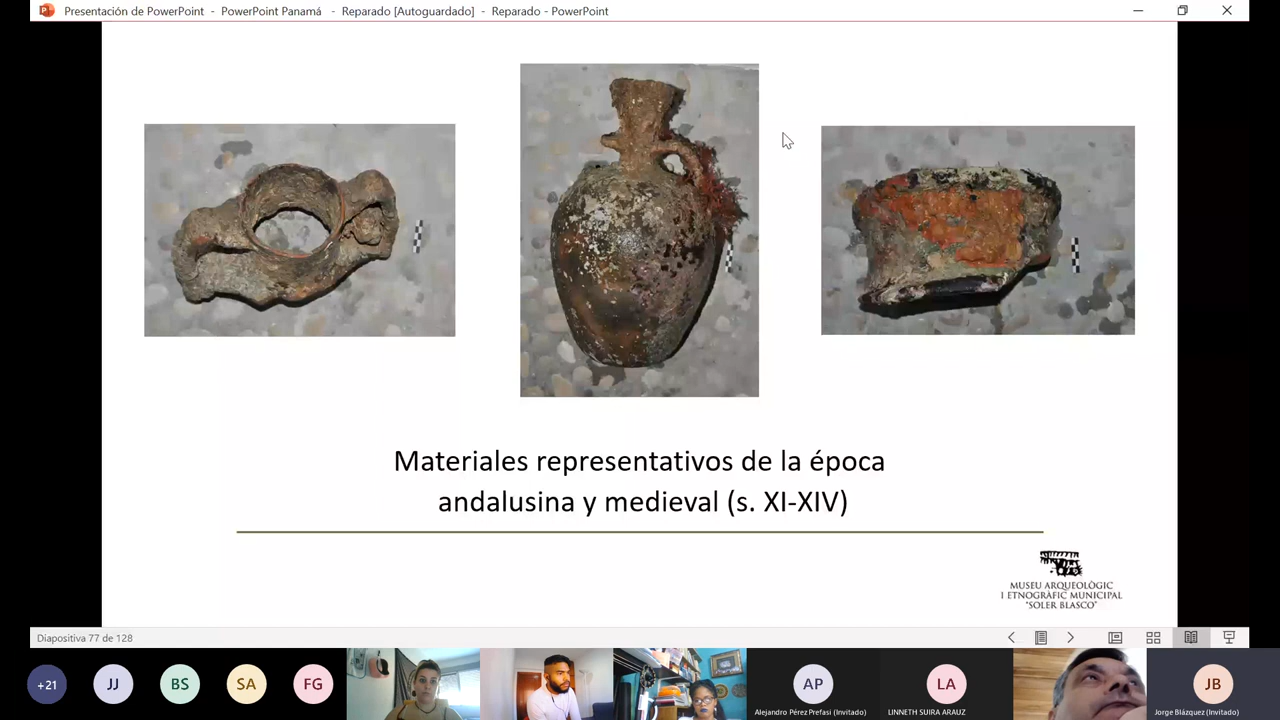 Presentación de PowerPoint - PowerPoint Panamá - Reparado [Autoguardado] - Reparado - PowerPoint
Materiales representativos de la época
andalusina y medieval (s. XI-XIV)
MUSEU ARQUEOLÒGIC
I ETNOGRÀFIC MUNICIPAL
"SOLER BLASCO"
Diapositiva 77 de 128
+21 JJ BS SA FG AP LA JB
Alejandro Pérez Prefasi (Invitado) LINNETH SUIRA ARAUZ Jorge Blázquez (Invitado)